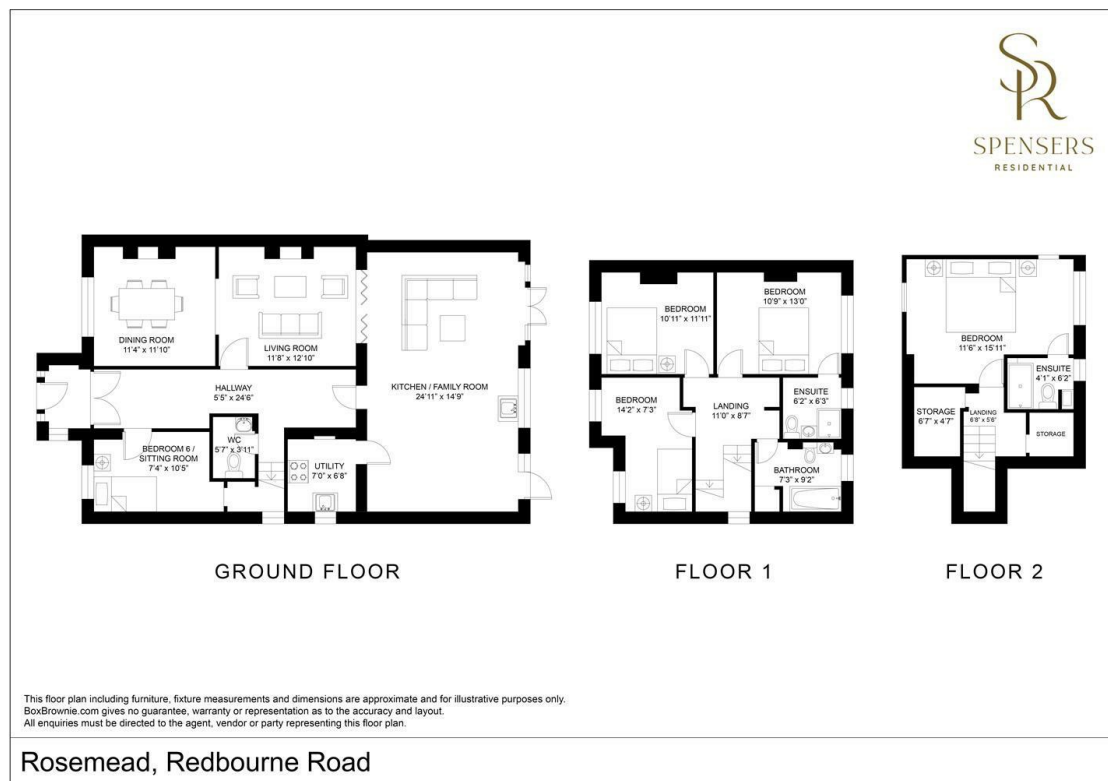 SR
SPENSERS
RESIDENTIAL
DINING ROOM
11'4" x 11'10"
LIVING ROOM
11'8" x 12'10"
KITCHEN / FAMILY ROOM
24'11" x 14'9"
HALLWAY
5'5" x 24'6"
BEDROOM 6 /
SITTING ROOM
7'4" x 10'5"
WC
5'7" x 3'11"
UTILITY
7'0" x 6'8"
GROUND FLOOR
BEDROOM
10'11" x 11'11"
BEDROOM
10'9" x 13'0"
BEDROOM
14'2" x 7'3"
LANDING
11'0" x 8'7"
ENSUITE
6'2" x 6'3"
BATHROOM
7'3" x 9'2"
FLOOR 1
BEDROOM
11'6" x 15'11"
ENSUITE
4'1" x 6'2"
STORAGE
6'7" x 4'7"
LANDING
6'8" x 5'6"
STORAGE
FLOOR 2
This floor plan including furniture, fixture measurements and dimensions are approximate and for illustrative purposes only.
BoxBrownie.com gives no guarantee, warranty or representation as to the accuracy and layout.
All enquiries must be directed to the agent, vendor or party representing this floor plan.
Rosemead, Redbourne Road